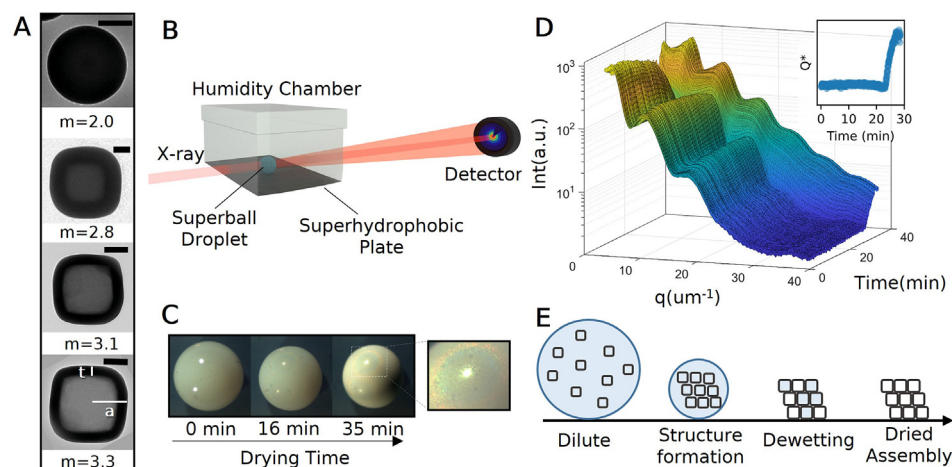 A
m=2.0
m=2.8
m=3.1
t
a
m=3.3
B
Humidity Chamber
X-ray
Superball
Droplet
Superhydrophobic
Plate
Detector
C
0 min
16 min
35 min
Drying Time
D
Int(a.u.)
10³
10²
10¹
0
10
20
30
40
q(um⁻¹)
0
20
40
Time(min)
Q*
0
10
20
30
Time (min)
E
Dilute
Structure
formation
Dewetting
Dried
Assembly